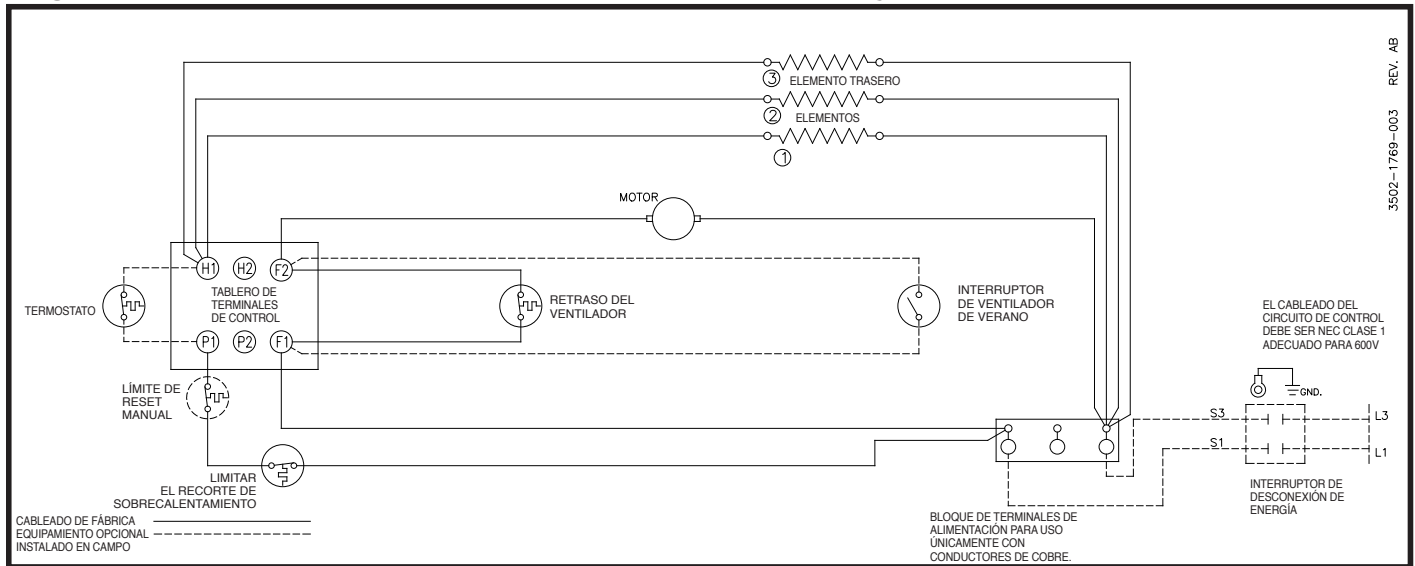 3
ELEMENTO TRASERO
2
ELEMENTOS
1
3502-1769-003 REV. AB
MOTOR
H1 H2 F2
TABLERO DE
TERMINALES
DE CONTROL
P1 P2 F1
TERMOSTATO
RETRASO DEL
VENTILADOR
INTERRUPTOR
DE VENTILADOR
DE VERANO
EL CABLEADO DEL
CIRCUITO DE CONTROL
DEBE SER NEC CLASE 1
ADECUADO PARA 600V
LÍMITE DE
RESET
MANUAL
GND.
S3
L3
S1
L1
LIMITAR
EL RECORTE DE
SOBRECALENTAMIENTO
INTERRUPTOR DE
DESCONEXIÓN DE
ENERGÍA
BLOQUE DE TERMINALES DE
ALIMENTACIÓN PARA USO
ÚNICAMENTE CON
CONDUCTORES DE COBRE.
CABLEADO DE FÁBRICA
EQUIPAMIENTO OPCIONAL
INSTALADO EN CAMPO